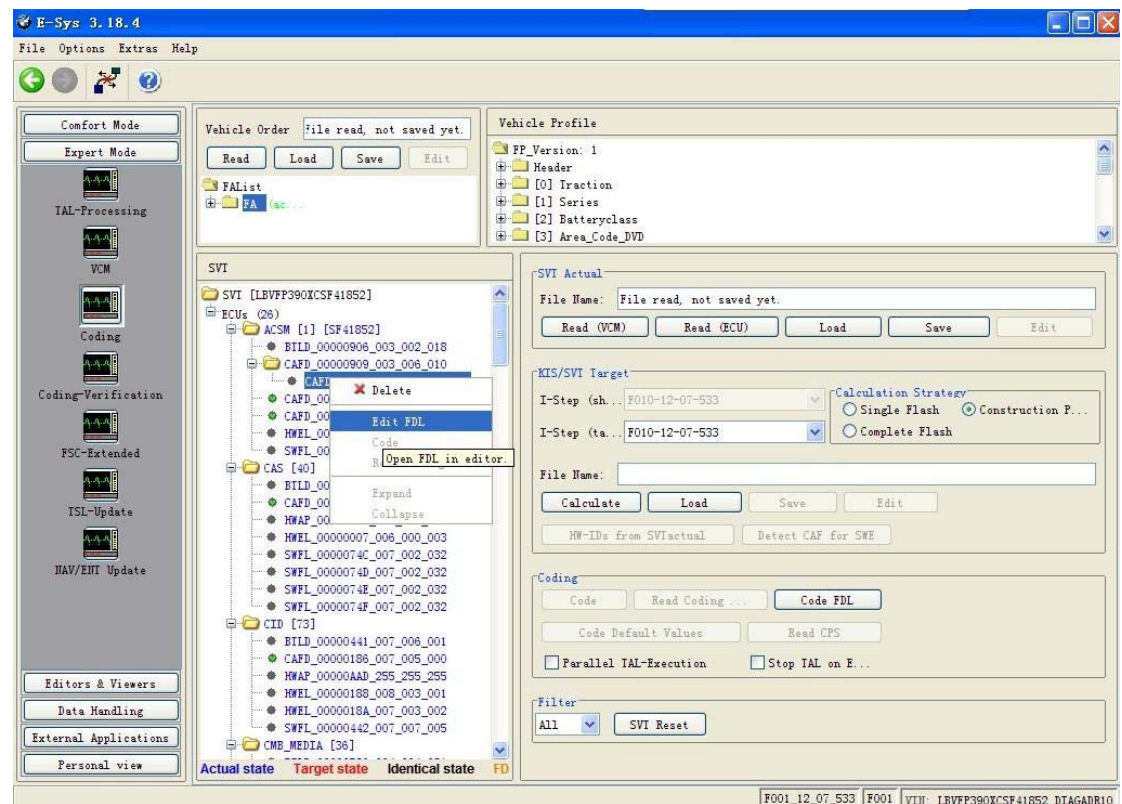 E-Sys 3.18.4
File Options Extras Help
Comfort Mode
Expert Mode
TAL-Processing
VCM
Coding
Coding-Verification
FSC-Extended
TSL-Update
NAV/ENT Update
Editors & Viewers
Data Handling
External Applications
Personal view
Vehicle Order File read, not saved yet.
Read Load Save Edit
FAList
FA (ac...
Vehicle Profile
FP_Version: 1
Header
[0] Traction
[1] Series
[2] Batteryclass
[3] Area_Code_DVD
SVT
SVT [LBVFP390XCSF41852]
ECUs (26)
ACSM [1] [SF41852]
BTLD_00000906_003_002_018
CAFD_00000909_003_006_010
CAFD
CAFD_00
CAFD_00
HWEL_00
SWFL_00
CAS [40]
BTLD_00
CAFD_00
HWAP_00
HWEL_00000007_006_000_003
SWFL_0000074C_007_002_032
SWFL_0000074D_007_002_032
SWFL_0000074E_007_002_032
SWFL_0000074F_007_002_032
CID [73]
BTLD_00000441_007_006_001
CAFD_00000186_007_005_000
HWAP_00000AAD_255_255_255
HWEL_00000188_008_003_001
HWEL_0000018A_007_003_002
SWFL_00000442_007_007_005
CMB_MEDIA [36]
Actual state Target state Identical state FD
Delete
Edit FDL
Code
Open FDL in editor.
Expand
Collapse
SVT Actual
File Name: File read, not saved yet.
Read (VCM) Read (ECU) Load Save Edit
KIS/SVT Target
I-Step (sh... F010-12-07-533
I-Step (ta... F010-12-07-533
Calculation Strategy
Single Flash Construction P...
Complete Flash
File Name:
Calculate Load Save Edit
HW-IDs from SVTactual Detect CAF for SWE
Coding
Code Read Coding ... Code FDL
Code Default Values Read CPS
Parallel TAL-Execution Stop TAL on E...
Filter
All SVT Reset
F001_12_07_533 F001 VIN: LBVFP390XCSF41852_DIAGADR10